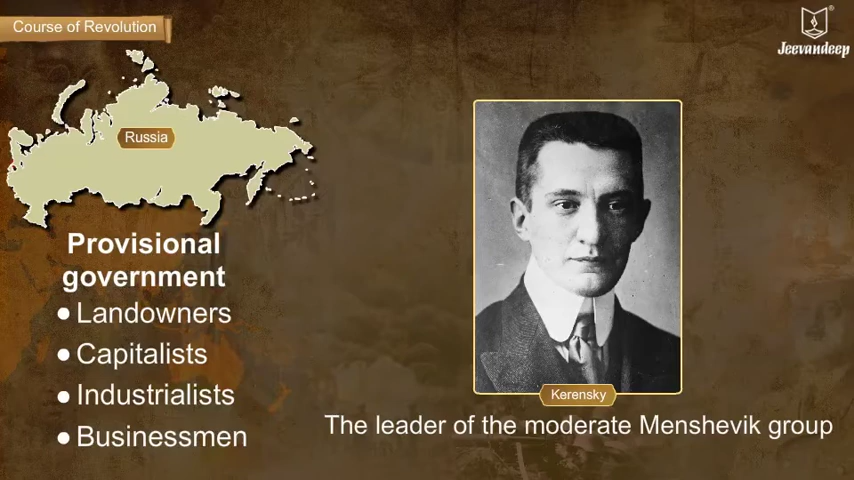 Course of Revolution
Jeevandeep
Russia
Provisional
government
● Landowners
● Capitalists
● Industrialists
● Businessmen
Kerensky
The leader of the moderate Menshevik group